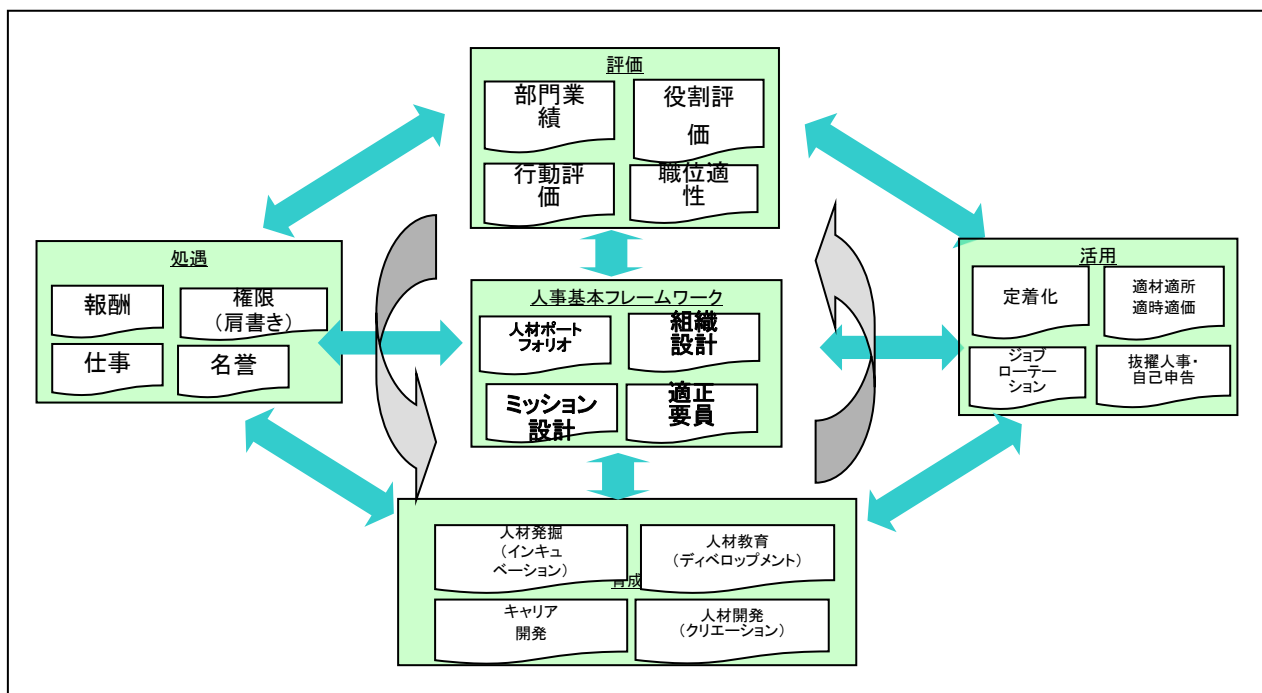 評価
部門業
績
役割評
価
行動評
価
職位適
性
処遇
報酬
権限
（肩書き）
仕事
名誉
人事基本フレームワーク
人材ポート
フォリオ
組織
設計
ミッション
設計
適正
要員
活用
定着化
適材適所
適時適価
ジョブ
ローテー
ション
抜擢人事・
自己申告
人材発掘
（インキュ
ベーション）
人材教育
（ディベロップメント）
育成
キャリア
開発
人材開発
（クリエーション）